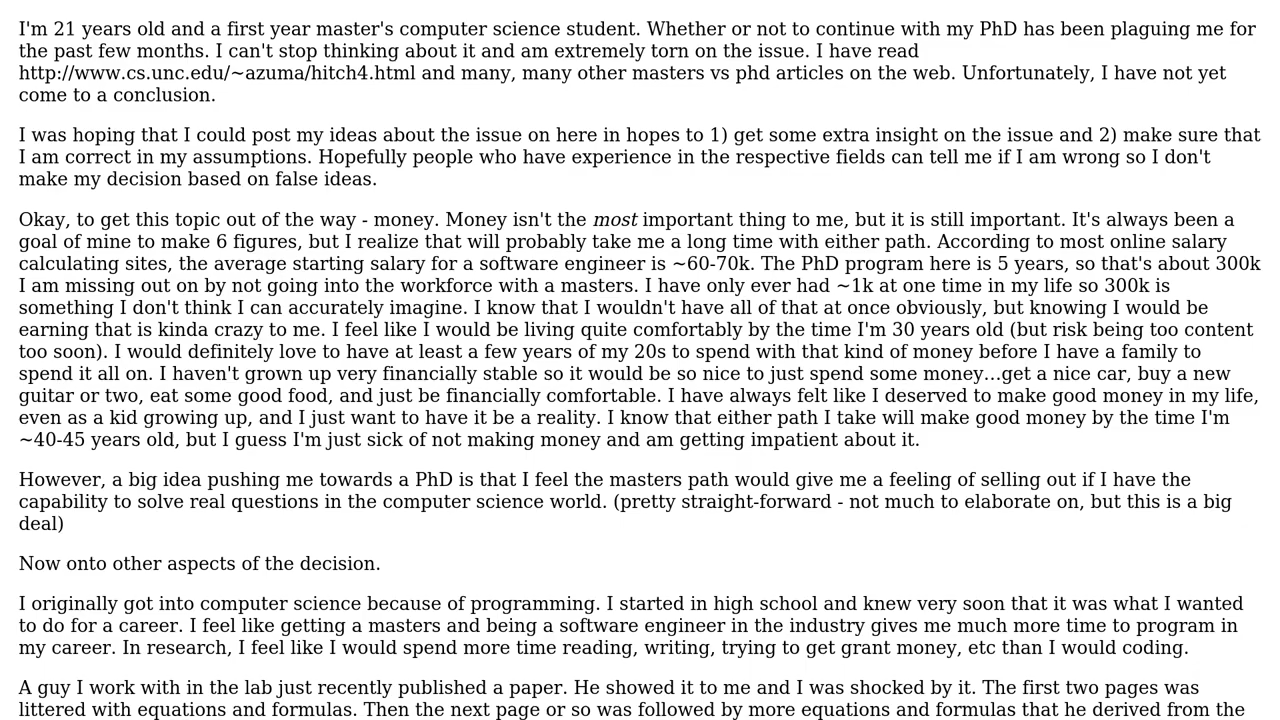 I'm 21 years old and a first year master's computer science student. Whether or not to continue with my PhD has been plaguing me for
the past few months. I can't stop thinking about it and am extremely torn on the issue. I have read
http://www.cs.unc.edu/~azuma/hitch4.html and many, many other masters vs phd articles on the web. Unfortunately, I have not yet
come to a conclusion.
I was hoping that I could post my ideas about the issue on here in hopes to 1) get some extra insight on the issue and 2) make sure that
I am correct in my assumptions. Hopefully people who have experience in the respective fields can tell me if I am wrong so I don't
make my decision based on false ideas.
Okay, to get this topic out of the way - money. Money isn't the most important thing to me, but it is still important. It's always been a
goal of mine to make 6 figures, but I realize that will probably take me a long time with either path. According to most online salary
calculating sites, the average starting salary for a software engineer is ~60-70k. The PhD program here is 5 years, so that's about 300k
I am missing out on by not going into the workforce with a masters. I have only ever had ~1k at one time in my life so 300k is
something I don't think I can accurately imagine. I know that I wouldn't have all of that at once obviously, but knowing I would be
earning that is kinda crazy to me. I feel like I would be living quite comfortably by the time I'm 30 years old (but risk being too content
too soon). I would definitely love to have at least a few years of my 20s to spend with that kind of money before I have a family to
spend it all on. I haven't grown up very financially stable so it would be so nice to just spend some money...get a nice car, buy a new
guitar or two, eat some good food, and just be financially comfortable. I have always felt like I deserved to make good money in my life,
even as a kid growing up, and I just want to have it be a reality. I know that either path I take will make good money by the time I'm
~40-45 years old, but I guess I'm just sick of not making money and am getting impatient about it.
However, a big idea pushing me towards a PhD is that I feel the masters path would give me a feeling of selling out if I have the
capability to solve real questions in the computer science world. (pretty straight-forward - not much to elaborate on, but this is a big
deal)
Now onto other aspects of the decision.
I originally got into computer science because of programming. I started in high school and knew very soon that it was what I wanted
to do for a career. I feel like getting a masters and being a software engineer in the industry gives me much more time to program in
my career. In research, I feel like I would spend more time reading, writing, trying to get grant money, etc than I would coding.
A guy I work with in the lab just recently published a paper. He showed it to me and I was shocked by it. The first two pages was
littered with equations and formulas. Then the next page or so was followed by more equations and formulas that he derived from the